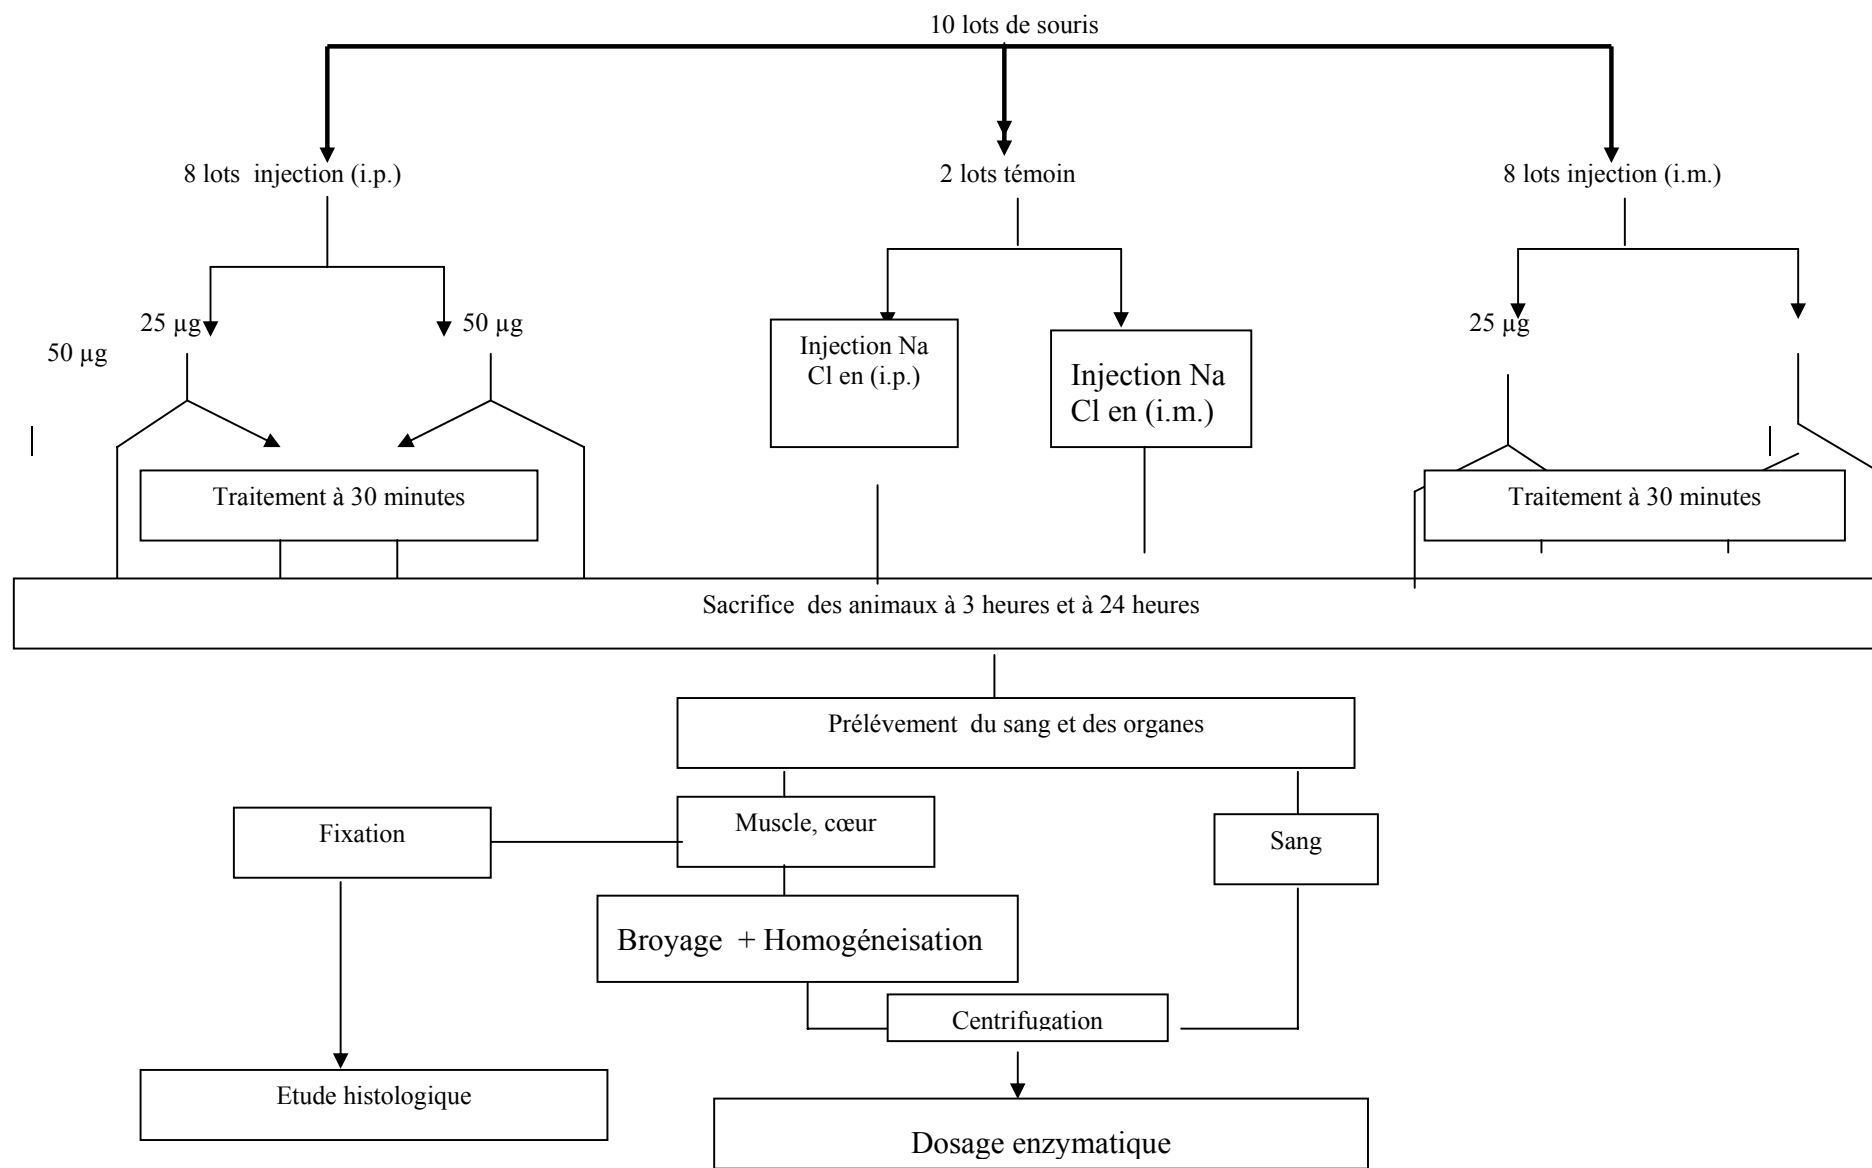 10 lots de souris
8 lots injection (i.p.)
2 lots témoin
8 lots injection (i.m.)
25 µg
50 µg
25 µg
50 µg
Injection Na
Cl en (i.p.)
Injection Na
Cl en (i.m.)
Traitement à 30 minutes
Traitement à 30 minutes
Sacrifice des animaux à 3 heures et à 24 heures
Prélévement du sang et des organes
Fixation
Muscle, cœur
Sang
Broyage + Homogéneisation
Centrifugation
Etude histologique
Dosage enzymatique